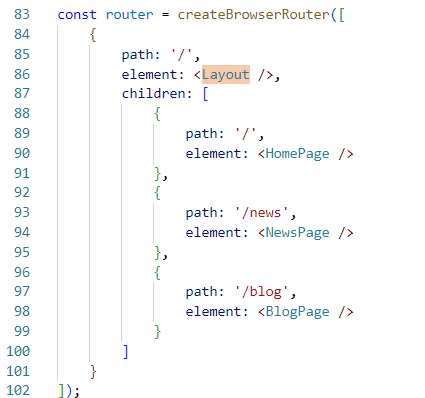 83 const router = createBrowserRouter([
84     {
85         path: '/',
86         element: <Layout />,
87         children: [
88             {
89                 path: '/',
90                 element: <HomePage />
91             },
92             {
93                 path: '/news',
94                 element: <NewsPage />
95             },
96             {
97                 path: '/blog',
98                 element: <BlogPage />
99             }
100         ]
101     }
102 ]);